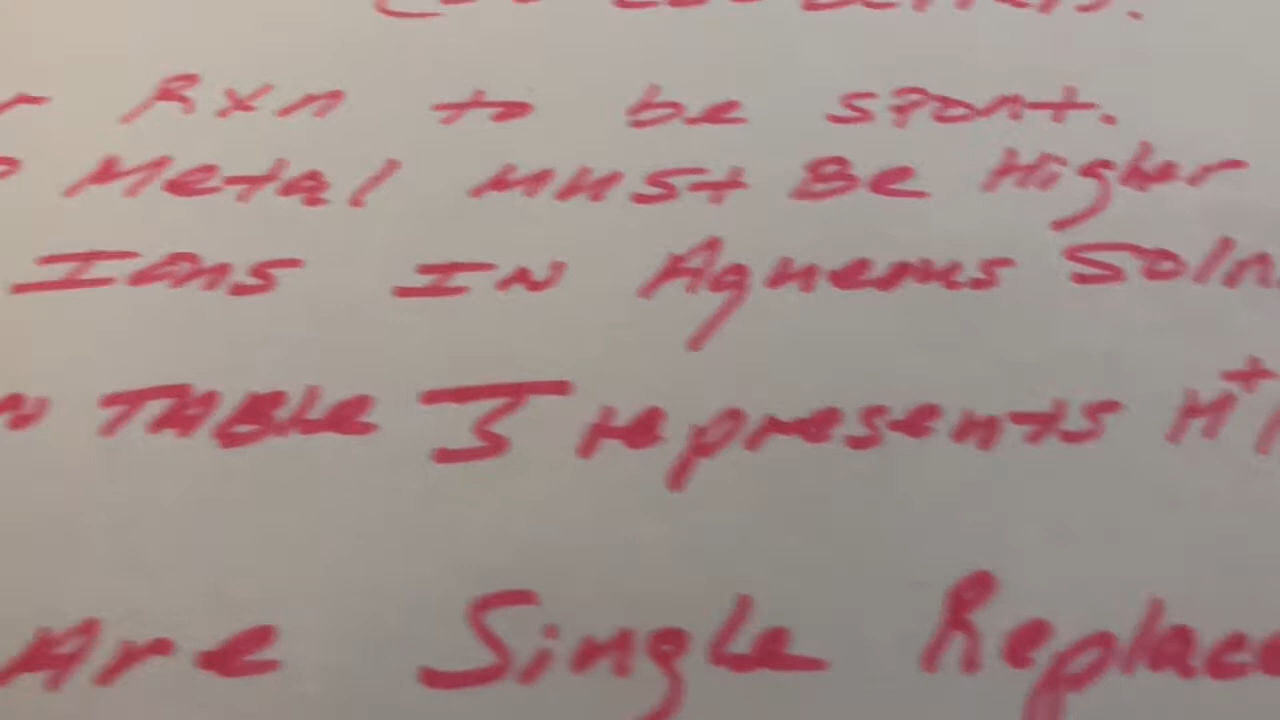 Rxn to be spont.
Metal must Be Higher
Ions IN Aqueous Soln.
TABle J represents H+
Are Single Replace